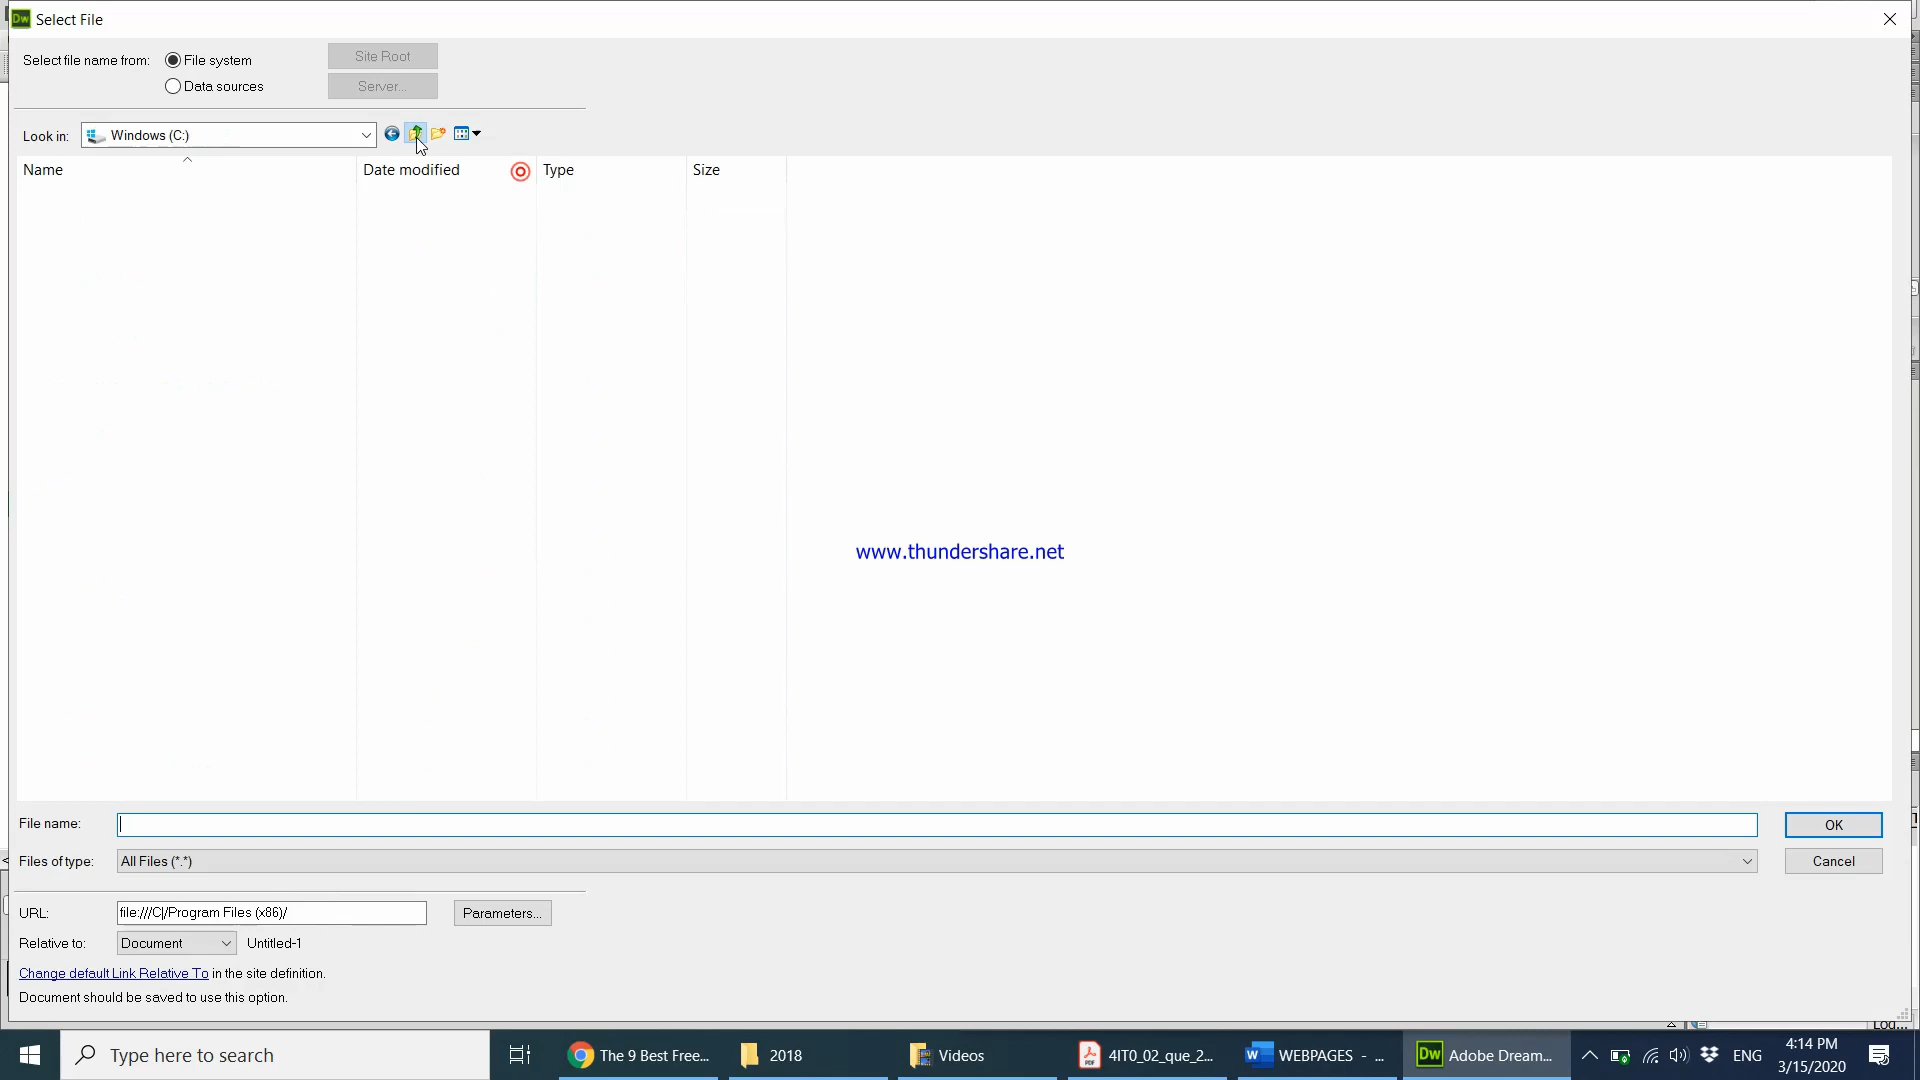 Dw Select File
Select file name from: File system Site Root
Data sources Server...
Look in: Windows (C:)
Name Date modified Type Size
www.thundershare.net
File name: OK
Files of type: All Files (*.*) Cancel
URL: file:///C|/Program Files (x86)/ Parameters...
Relative to: Document Untitled-1
Change default Link Relative To in the site definition.
Document should be saved to use this option.
Log...
Type here to search The 9 Best Free... 2018 Videos 4IT0_02_que_2... WEBPAGES - ... Dw Adobe Dream... ENG 4:14 PM
3/15/2020